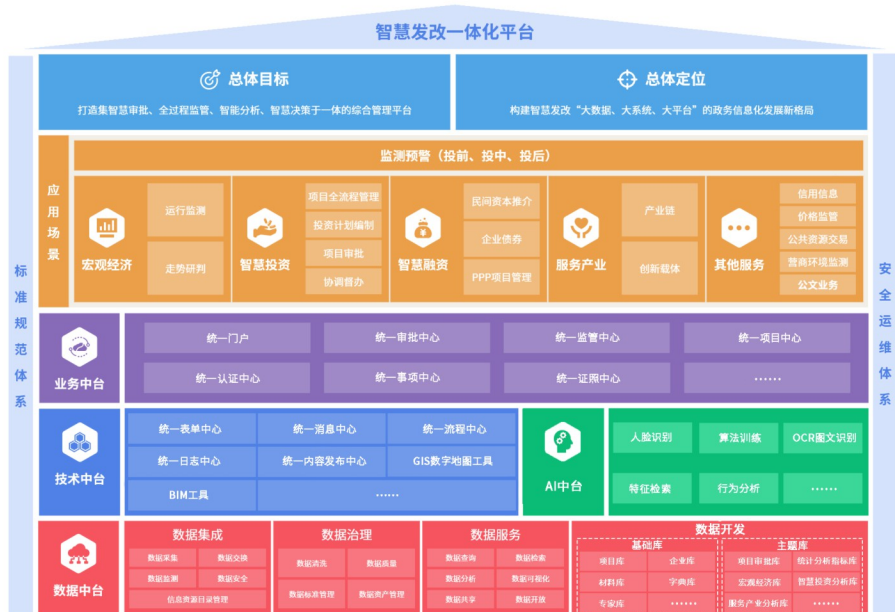 智慧发改一体化平台
标准规范体系
安全运维体系
总体目标
打造集智慧审批、全过程监管、智能分析、智慧决策于一体的综合管理平台
总体定位
构建智慧发改“大数据、大系统、大平台”的政务信息化发展新格局
应用场景
监测预警（投前、投中、投后）
宏观经济
运行监测
走势研判
智慧投资
项目全流程管理
投资计划编制
项目审批
协调督办
智慧融资
民间资本推介
企业债券
PPP项目管理
服务产业
产业链
创新载体
其他服务
信用信息
价格监管
公共资源交易
营商环境监测
公文业务
业务中台
统一门户
统一审批中心
统一监管中心
统一项目中心
统一认证中心
统一事项中心
统一证照中心
······
技术中台
统一表单中心
统一消息中心
统一流程中心
统一日志中心
统一内容发布中心
GIS数字地图工具
BIM工具
······
AI中台
人脸识别
算法训练
OCR图文识别
特征检索
行为分析
······
数据中台
数据集成
数据采集
数据交换
数据监测
数据安全
信息资源目录管理
数据治理
数据清洗
数据质量
数据标准管理
数据资产管理
数据服务
数据查询
数据检索
数据分析
数据可视化
数据共享
数据开放
数据开发
基础库
项目库
企业库
材料库
字典库
专家库
······
主题库
项目审批库
统计分析指标库
宏观经济库
智慧投资分析库
服务产业分析库
······